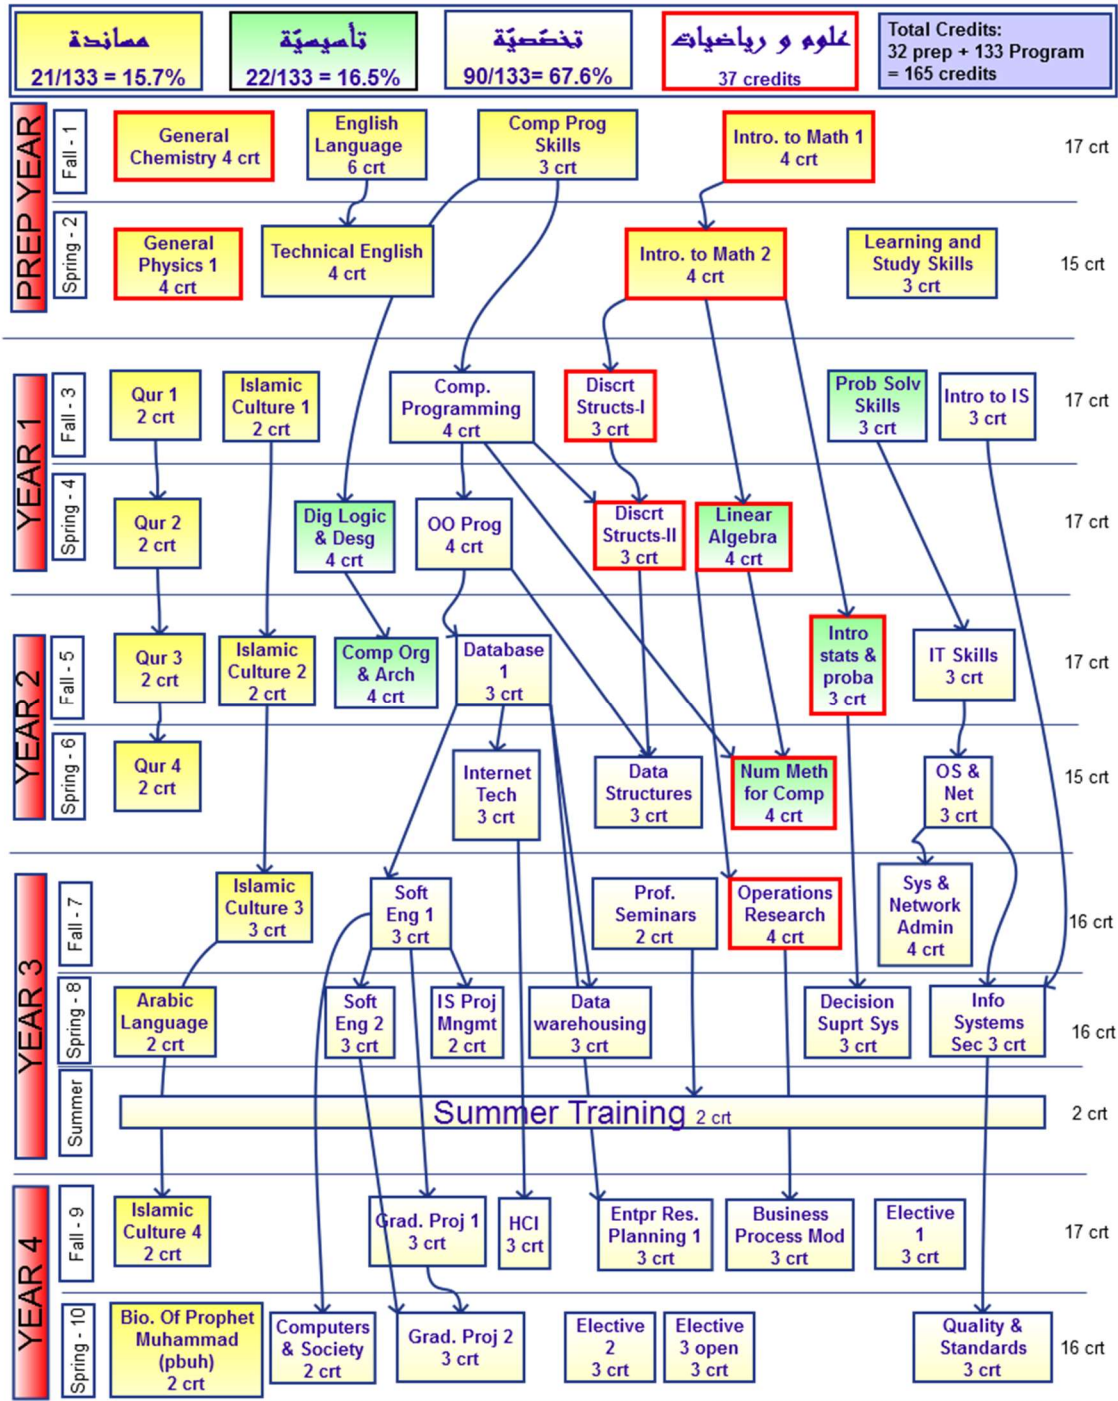 مساندة
21/133 = 15.7%
تأسيسيّة
22/133 = 16.5%
تخصّصيّة
90/133= 67.6%
علوم و رياضيات
37 credits
Total Credits:
32 prep + 133 Program
= 165 credits
PREP YEAR
Fall - 1
General
Chemistry 4 crt
English
Language
6 crt
Comp Prog
Skills
3 crt
Intro. to Math 1
4 crt
17 crt
Spring - 2
General
Physics 1
4 crt
Technical English
4 crt
Intro. to Math 2
4 crt
Learning and
Study Skills
3 crt
15 crt
YEAR 1
Fall - 3
Qur 1
2 crt
Islamic
Culture 1
2 crt
Comp.
Programming
4 crt
Discrt
Structs-I
3 crt
Prob Solv
Skills
3 crt
Intro to IS
3 crt
17 crt
Spring - 4
Qur 2
2 crt
Dig Logic
& Desg
4 crt
OO Prog
4 crt
Discrt
Structs-II
3 crt
Linear
Algebra
4 crt
17 crt
YEAR 2
Fall - 5
Qur 3
2 crt
Islamic
Culture 2
2 crt
Comp Org
& Arch
4 crt
Database
1
3 crt
Intro
stats &
proba
3 crt
IT Skills
3 crt
17 crt
Spring - 6
Qur 4
2 crt
Internet
Tech
3 crt
Data
Structures
3 crt
Num Meth
for Comp
4 crt
OS &
Net
3 crt
15 crt
YEAR 3
Fall - 7
Islamic
Culture 3
3 crt
Soft
Eng 1
3 crt
Prof.
Seminars
2 crt
Operations
Research
4 crt
Sys &
Network
Admin
4 crt
16 crt
Spring - 8
Arabic
Language
2 crt
Soft
Eng 2
3 crt
IS Proj
Mngmt
2 crt
Data
warehousing
3 crt
Decision
Suprt Sys
3 crt
Info
Systems
Sec 3 crt
16 crt
Summer
Summer Training 2 crt
2 crt
YEAR 4
Fall - 9
Islamic
Culture 4
2 crt
Grad. Proj 1
3 crt
HCI
3 crt
Entpr Res.
Planning 1
3 crt
Business
Process Mod
3 crt
Elective
1
3 crt
17 crt
Spring - 10
Bio. Of Prophet
Muhammad
(pbuh)
2 crt
Computers
& Society
2 crt
Grad. Proj 2
3 crt
Elective
2
3 crt
Elective
3 open
3 crt
Quality &
Standards
3 crt
16 crt